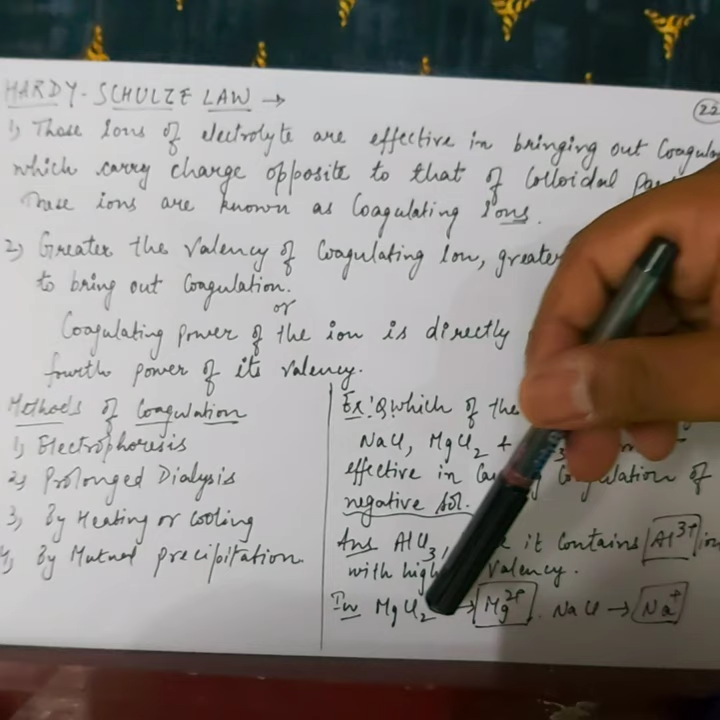 HARDY-SCHULZE LAW →
22
1) Those Ions of electrolyte are effective in bringing out
which carry charge opposite to that of Colloidal
These ions are known as Coagulating Ions.
2) Greater the Valency of Coagulating Ion, greater
to bring out Coagulation.
or
Coagulating power of the ion is directly
fourth power of its Valency.
Methods of Coagulation
1) Electrophoresis
2) Prolonged Dialysis
3) By Heating or Cooling
4) By Mutual precipitation.
Ex: Q. Which of the
NaCl, MgCl2 +
effective in Coagulation of
negative Sol.
Ans AlCl3, it contains Al3+ ion
with Valency.
In MgCl2 → Mg2+. NaCl → Na+